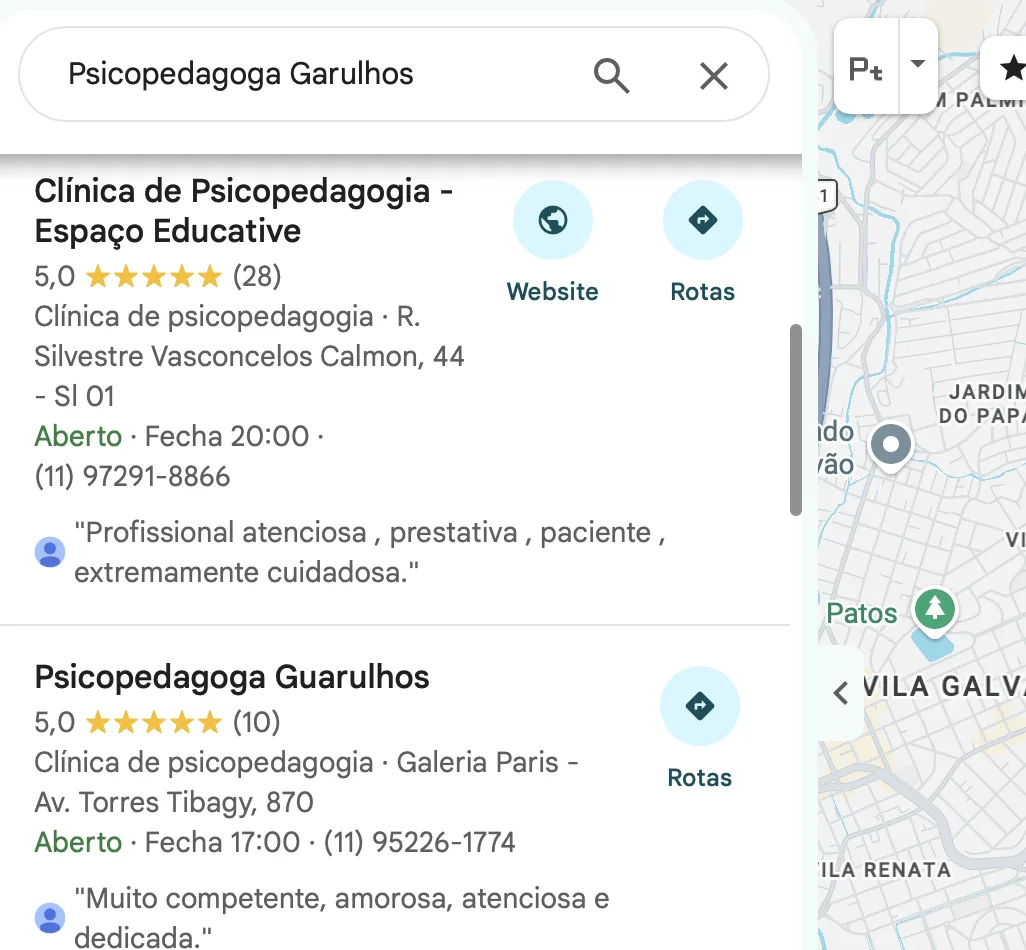 Psicopedagoga Garulhos
Clínica de Psicopedagogia -
Espaço Educative
5,0 (28)
Clínica de psicopedagogia · R.
Silvestre Vasconcelos Calmon, 44
- Sl 01
Aberto · Fecha 20:00 ·
(11) 97291-8866
"Profissional atenciosa , prestativa , paciente ,
extremamente cuidadosa."
Website
Rotas
Psicopedagoga Guarulhos
5,0 (10)
Clínica de psicopedagogia · Galeria Paris -
Av. Torres Tibagy, 870
Aberto · Fecha 17:00 · (11) 95226-1774
"Muito competente, amorosa, atenciosa e
dedicada."
Rotas
Pt
1
JARDIM
Patos
VILA
RENATA